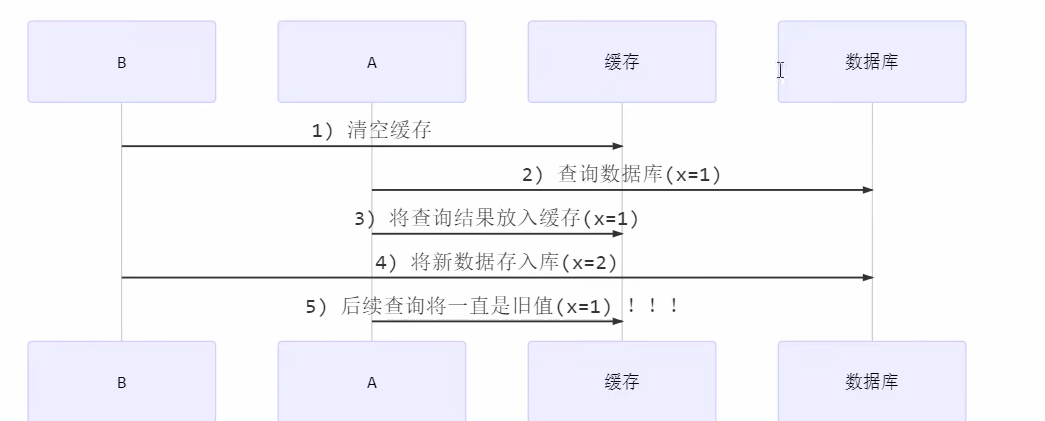 B
A
缓存
数据库
1) 清空缓存
2) 查询数据库(x=1)
3) 将查询结果放入缓存(x=1)
4) 将新数据存入库(x=2)
5) 后续查询将一直是旧值(x=1) ！！！
B
A
缓存
数据库